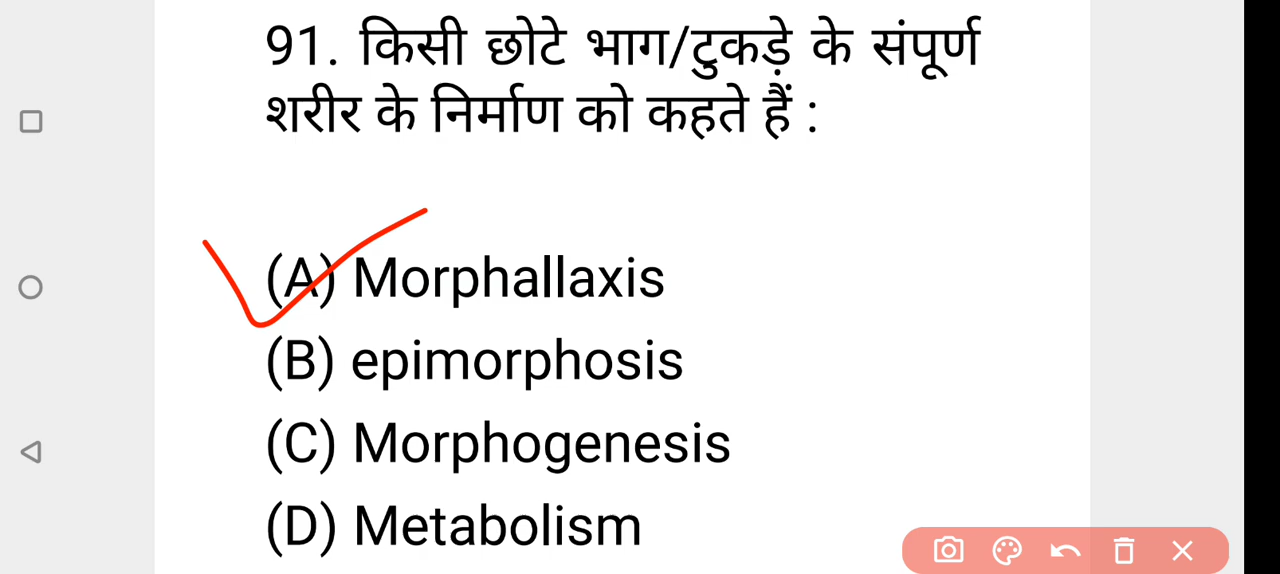 91. किसी छोटे भाग/टुकड़े के संपूर्ण
शरीर के निर्माण को कहते हैं :
(A) Morphallaxis
(B) epimorphosis
(C) Morphogenesis
(D) Metabolism